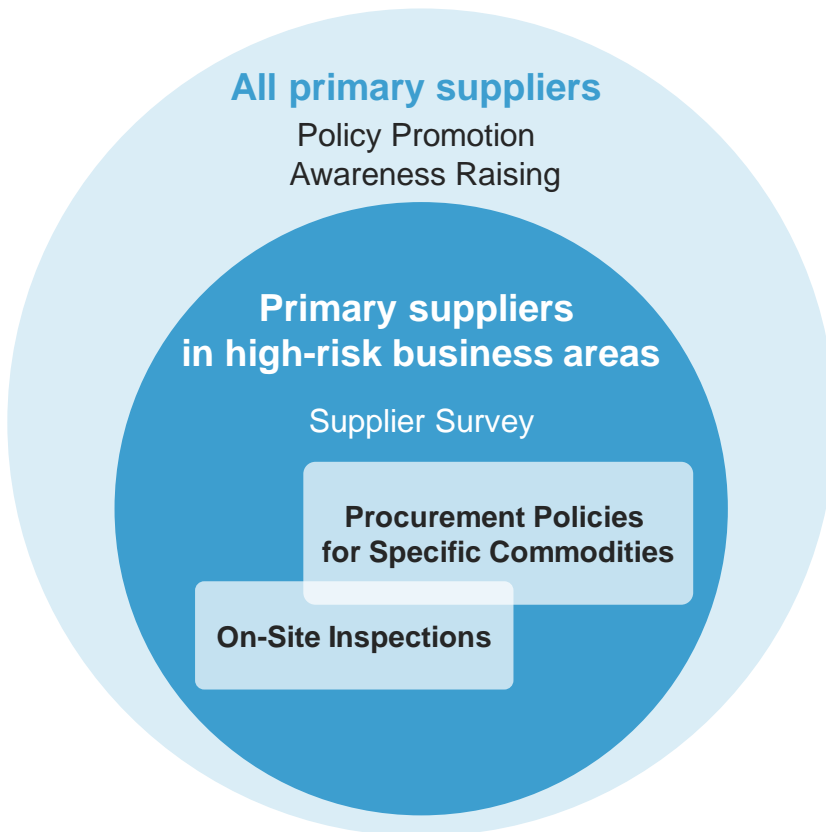 All primary suppliers
Policy Promotion
Awareness Raising
Primary suppliers
in high-risk business areas
Supplier Survey
Procurement Policies
for Specific Commodities
On-Site Inspections